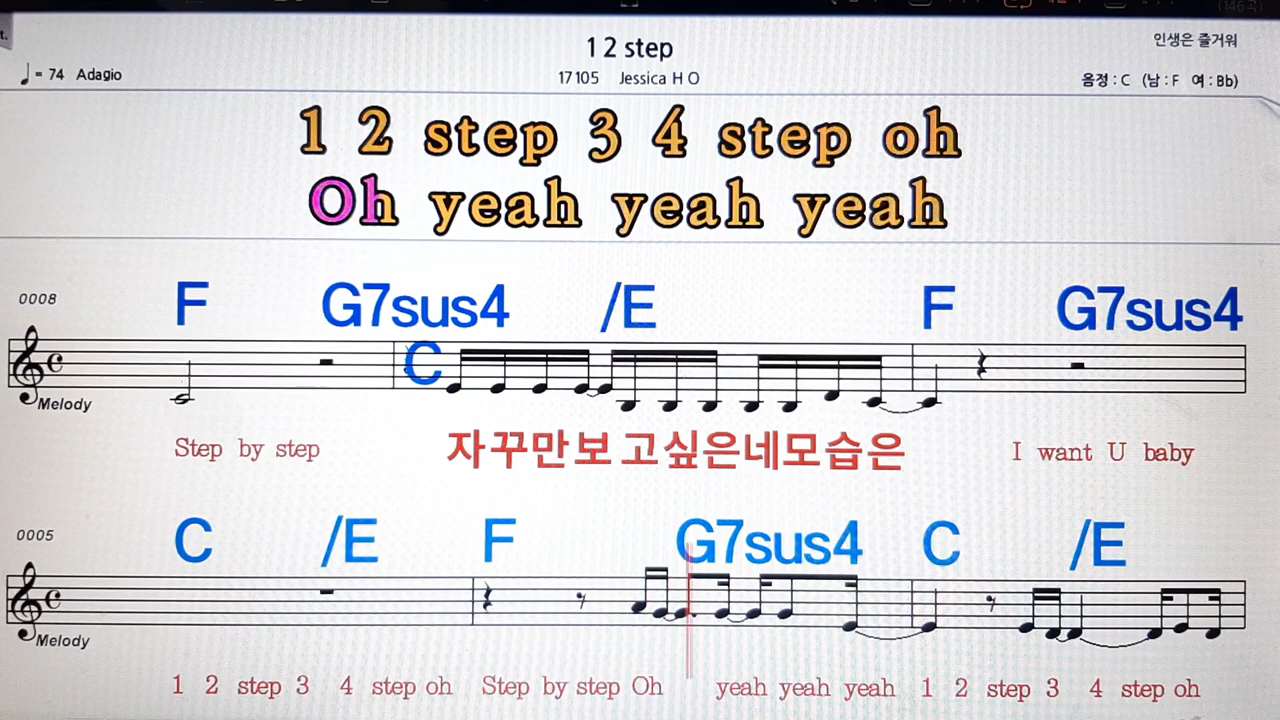 1 2 step
인생은 즐거워
♩= 74 Adagio
17105 Jessica H O
음정 : C (남 : F 여 : Bb)
1 2 step 3 4 step oh
Oh yeah yeah yeah
0008
F G7sus4 C /E F G7sus4
Melody
Step by step 자꾸만보고싶은네모습은 I want U baby
0005
C /E F G7sus4 C /E
Melody
1 2 step 3 4 step oh Step by step Oh yeah yeah yeah 1 2 step 3 4 step oh